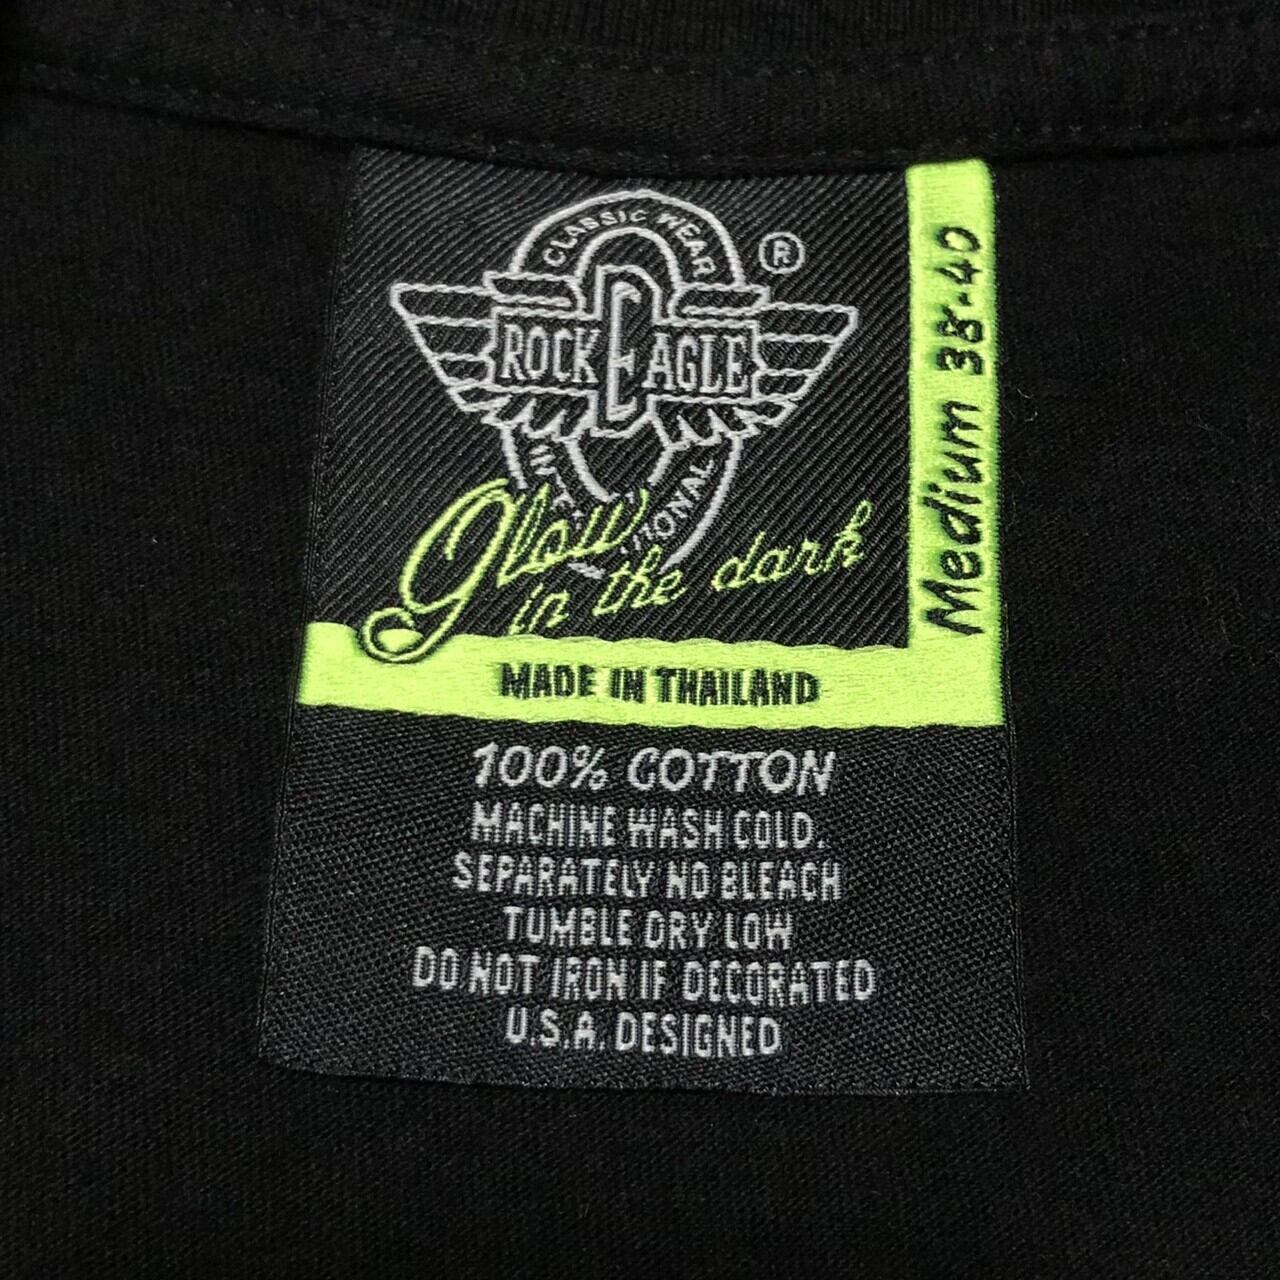 CLASSIC WEAR
®
ROCK EAGLE
Glow
in the dark
Medium 38-40
MADE IN THAILAND
100% COTTON
MACHINE WASH COLD.
SEPARATELY NO BLEACH
TUMBLE DRY LOW
DO NOT IRON IF DECORATED
U.S.A. DESIGNED